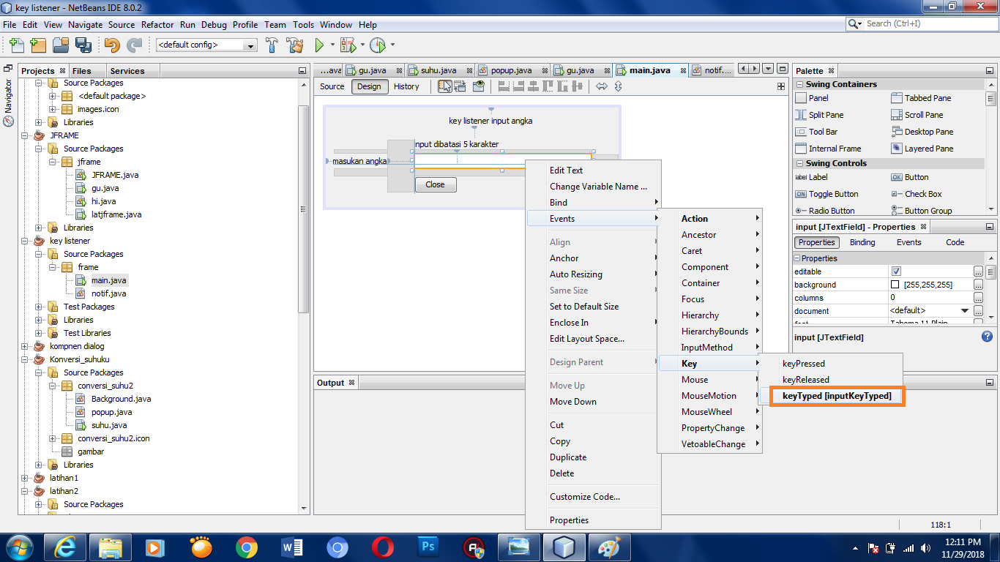 key listener - NetBeans IDE 8.0.2
File Edit View Navigate Source Refactor Run Debug Profile Team Tools Window Help
Search (Ctrl+I)
<default config>
Projects Files Services
Navigator
Source Packages
<default package>
images.icon
Libraries
JFRAME
Source Packages
jframe
JFRAME.java
gu.java
hi.java
latjframe.java
Libraries
key listener
Source Packages
frame
main.java
notif.java
Test Packages
Libraries
Test Libraries
kompnen dialog
Konversi_suhuku
Source Packages
conversi_suhu2
Background.java
popup.java
suhu.java
conversi_suhu2.icon
gambar
Libraries
latihan1
latihan2
Source Packages
...ava gu.java suhu.java popup.java gu.java main.java notif....
Source Design History
key listener input angka
input dibatasi 5 karakter
masukan angka
Close
Edit Text
Change Variable Name ...
Bind
Events
Align
Anchor
Auto Resizing
Same Size
Set to Default Size
Enclose In
Edit Layout Space...
Design Parent
Move Up
Move Down
Cut
Copy
Duplicate
Delete
Customize Code...
Properties
Action
Ancestor
Caret
Component
Container
Focus
Hierarchy
HierarchyBounds
InputMethod
Key
Mouse
MouseMotion
MouseWheel
PropertyChange
VetoableChange
keyPressed
keyReleased
keyTyped [inputKeyTyped]
Output
Palette
Swing Containers
Panel Tabbed Pane
Split Pane Scroll Pane
Tool Bar Desktop Pane
Internal Frame Layered Pane
Swing Controls
label Label OK Button
ON Toggle Button Check Box
Radio Button Button Group
input [JTextField] - Properties
Properties Binding Events Code
Properties
editable
background [255,255,255]
columns 0
document <default>
font Tahoma 11 Plain
input [JTextField]
118:1
12:11 PM
11/29/2018